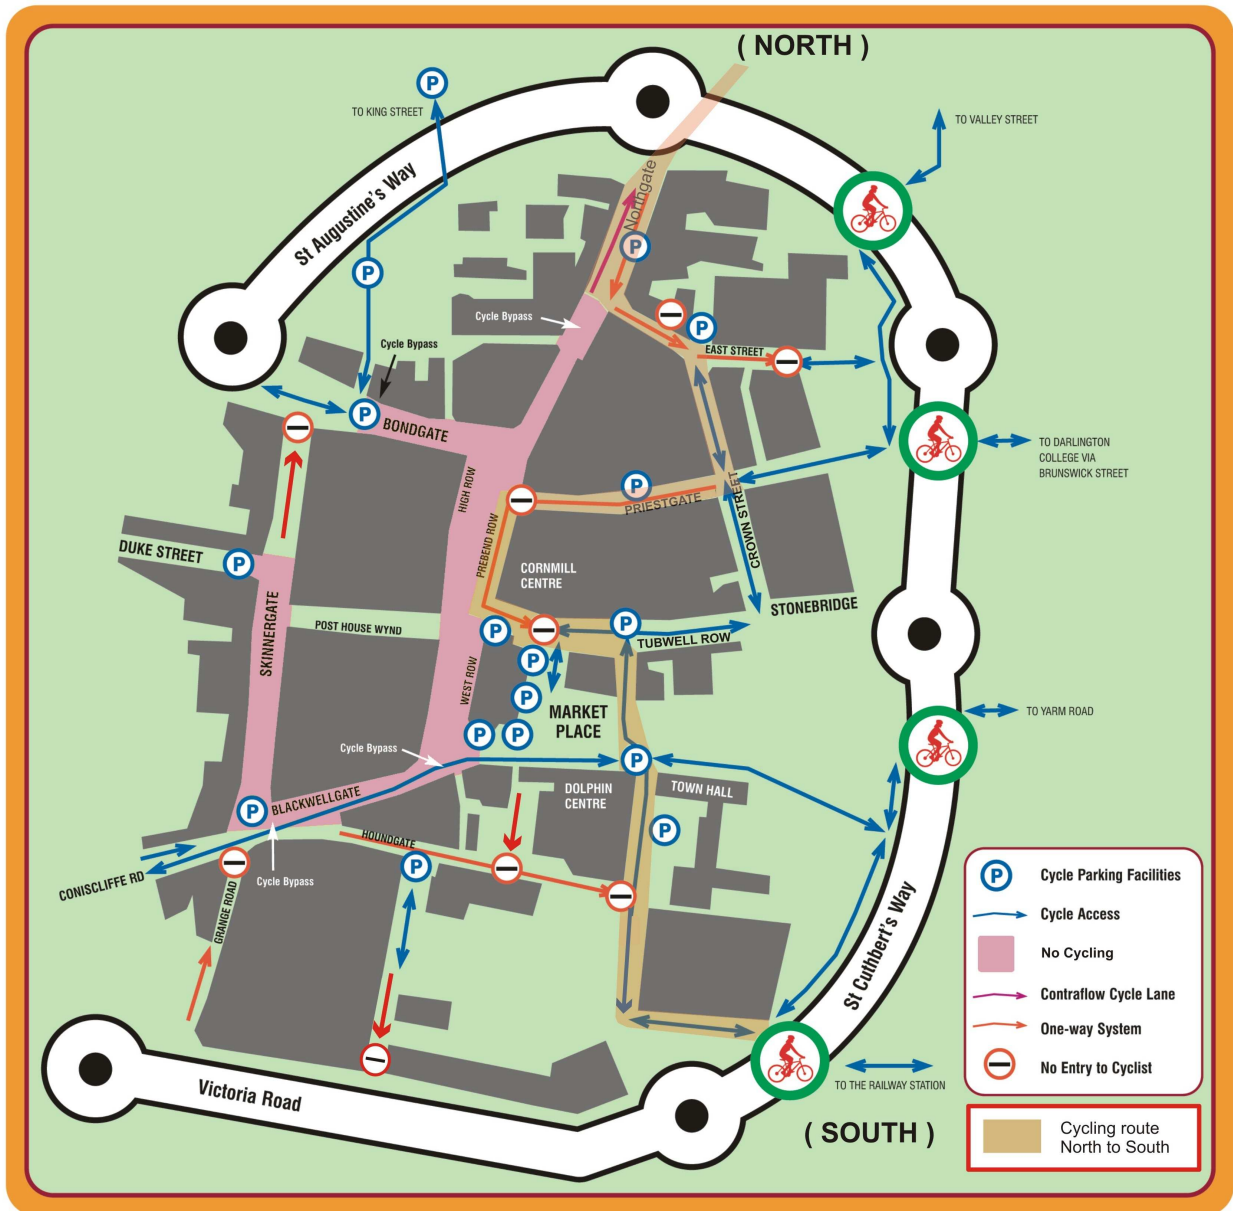 ( NORTH )
P
TO KING STREET
TO VALLEY STREET
St Augustine's Way
Northgate
P
P
Cycle Bypass
P
EAST STREET
Cycle Bypass
P
BONDGATE
TO DARLINGTON
COLLEGE VIA
BRUNSWICK STREET
HIGH ROW
P
PRIESTGATE
CROWN STREET
PREBEND ROW
DUKE STREET
P
CORNMILL
CENTRE
STONEBRIDGE
SKINNERGATE
POST HOUSE WYND
P
P
TUBWELL ROW
P
WEST ROW
P
MARKET
PLACE
TO YARM ROAD
P
P
Cycle Bypass
P
DOLPHIN
CENTRE
TOWN HALL
P
BLACKWELLGATE
P
HOUNDGATE
P
CONISCLIFFE RD
Cycle Bypass
GRANGE ROAD
St Cuthbert's Way
P
Cycle Parking Facilities
Cycle Access
No Cycling
Contraflow Cycle Lane
One-way System
No Entry to Cyclist
Victoria Road
TO THE RAILWAY STATION
( SOUTH )
Cycling route
North to South